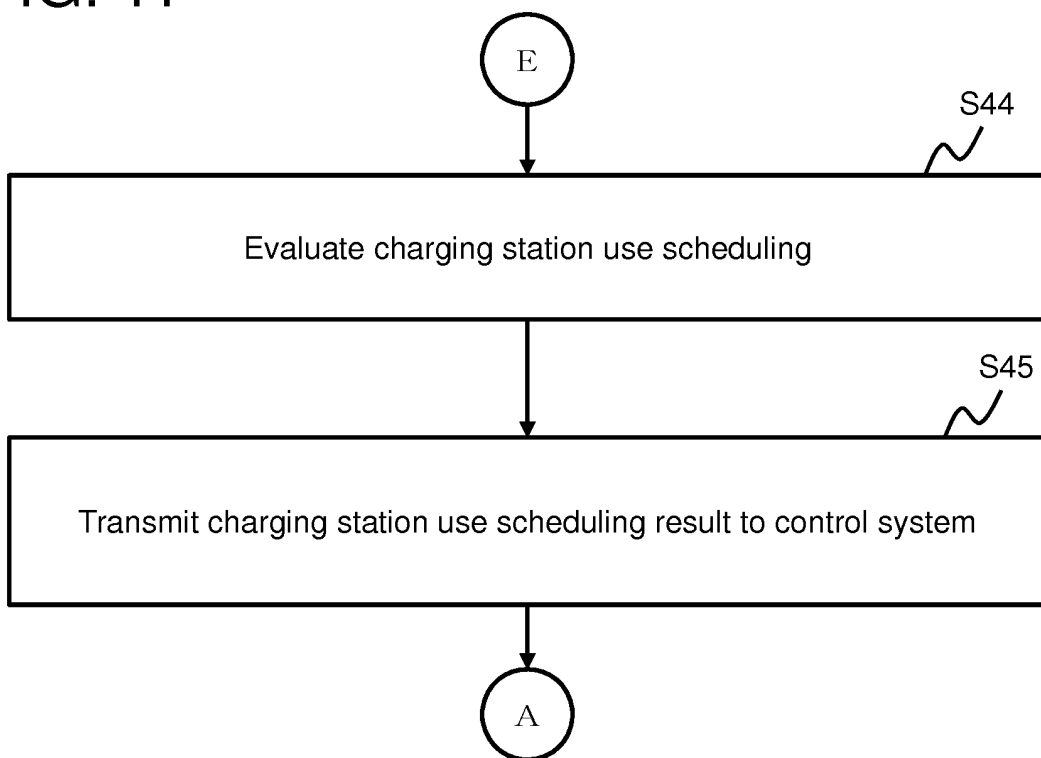 E
S44
Evaluate charging station use scheduling
S45
Transmit charging station use scheduling result to control system
A